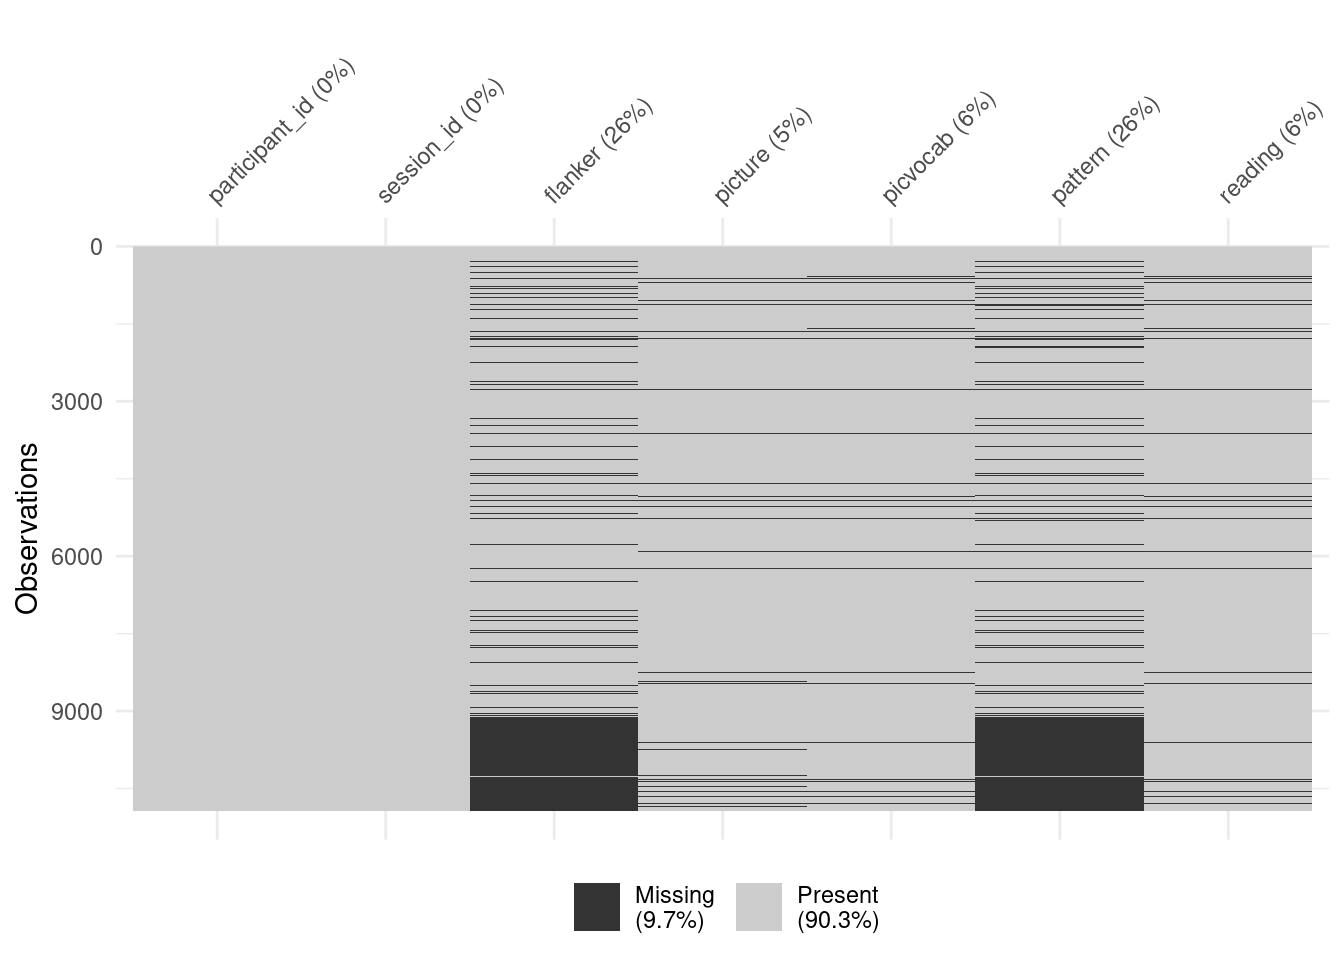 participant_id (0%)
session_id (0%)
flanker (26%)
picture (5%)
picvocab (6%)
pattern (26%)
reading (6%)
0
3000
6000
9000
Observations
Missing
(9.7%)
Present
(90.3%)